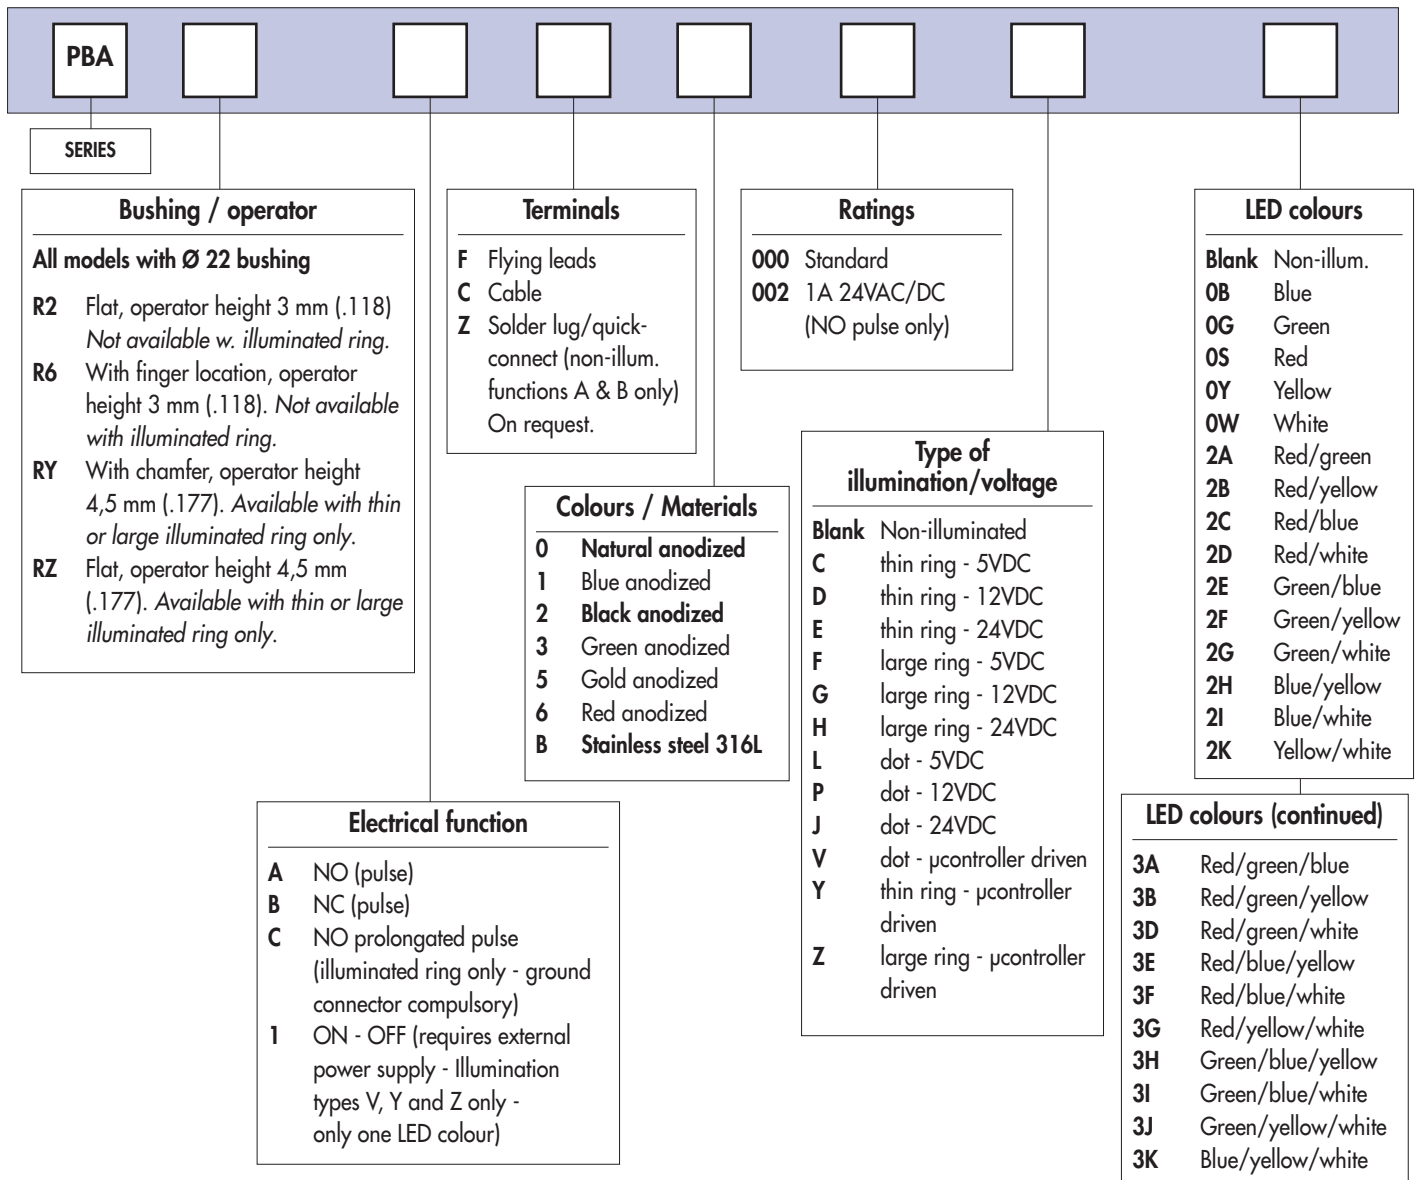 PBA
SERIES
Bushing / operator
All models with Ø 22 bushing
R2 Flat, operator height 3 mm (.118)
Not available w. illuminated ring.
R6 With finger location, operator
height 3 mm (.118). Not available
with illuminated ring.
RY With chamfer, operator height
4,5 mm (.177). Available with thin
or large illuminated ring only.
RZ Flat, operator height 4,5 mm
(.177). Available with thin or large
illuminated ring only.
Electrical function
A NO (pulse)
B NC (pulse)
C NO prolongated pulse
(illuminated ring only - ground
connector compulsory)
1 ON - OFF (requires external
power supply - Illumination
types V, Y and Z only -
only one LED colour)
Terminals
F Flying leads
C Cable
Z Solder lug/quick-
connect (non-illum.
functions A & B only)
On request.
Colours / Materials
0 Natural anodized
1 Blue anodized
2 Black anodized
3 Green anodized
5 Gold anodized
6 Red anodized
B Stainless steel 316L
Ratings
000 Standard
002 1A 24VAC/DC
(NO pulse only)
Type of
illumination/voltage
Blank Non-illuminated
C thin ring - 5VDC
D thin ring - 12VDC
E thin ring - 24VDC
F large ring - 5VDC
G large ring - 12VDC
H large ring - 24VDC
L dot - 5VDC
P dot - 12VDC
J dot - 24VDC
V dot - µcontroller driven
Y thin ring - µcontroller
driven
Z large ring - µcontroller
driven
LED colours
Blank Non-illum.
0B Blue
0G Green
0S Red
0Y Yellow
0W White
2A Red/green
2B Red/yellow
2C Red/blue
2D Red/white
2E Green/blue
2F Green/yellow
2G Green/white
2H Blue/yellow
2I Blue/white
2K Yellow/white
LED colours (continued)
3A Red/green/blue
3B Red/green/yellow
3D Red/green/white
3E Red/blue/yellow
3F Red/blue/white
3G Red/yellow/white
3H Green/blue/yellow
3I Green/blue/white
3J Green/yellow/white
3K Blue/yellow/white